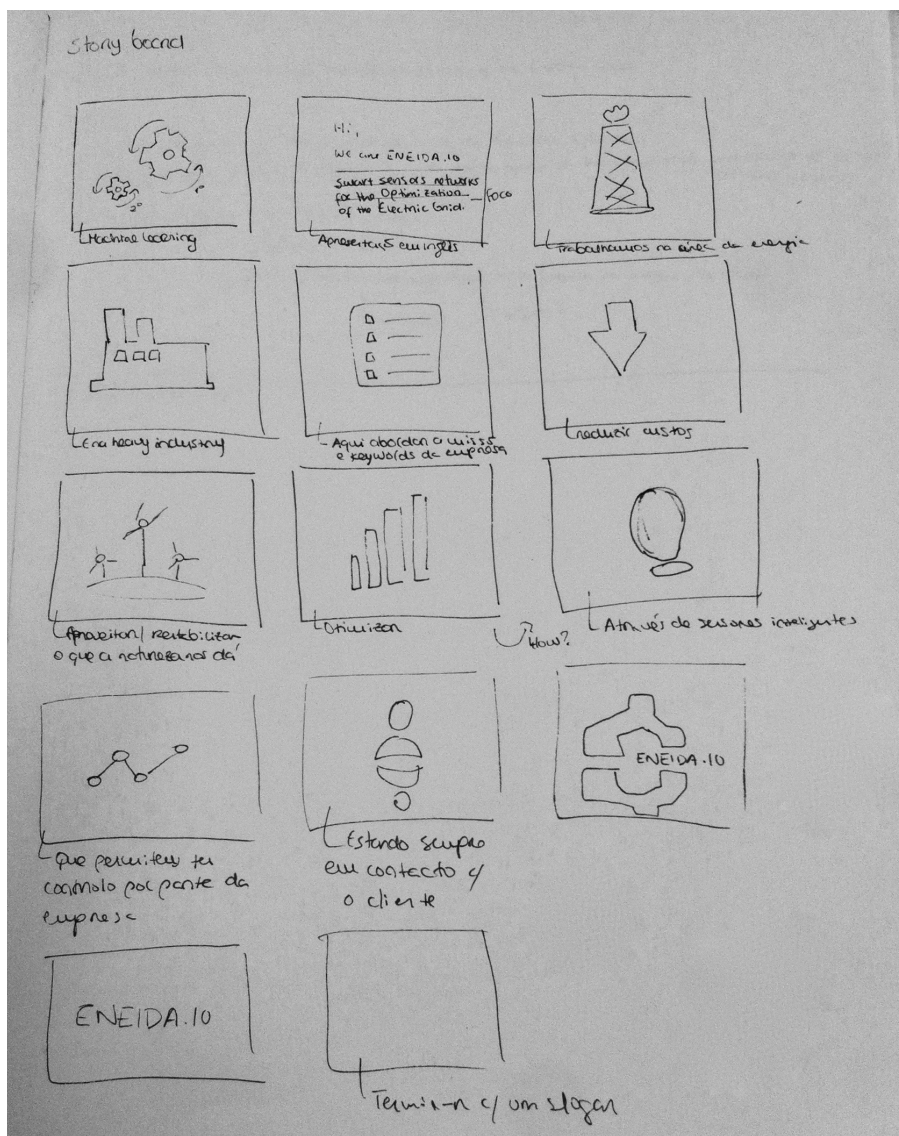 Story board
Machine learning
Hi,
We are ENEIDA.IO
Smart sensors networks
for the Optimization
of the Electric Grid.
Foco
em inglês
1º
2º
Trabalhamos na área da energia
heavy industry
Aqui abordar a
e keywords da empresa
reduzir custos
Aproveitar / rentabilizar
o que a natureza nos dá
Otimizar
How?
Através de sensores inteligentes
Que permitem ter
controlo por parte da
empresa
Estando sempre
em contacto c/
o cliente
ENEIDA.IO
ENEIDA.IO
Terminar c/ um slogan